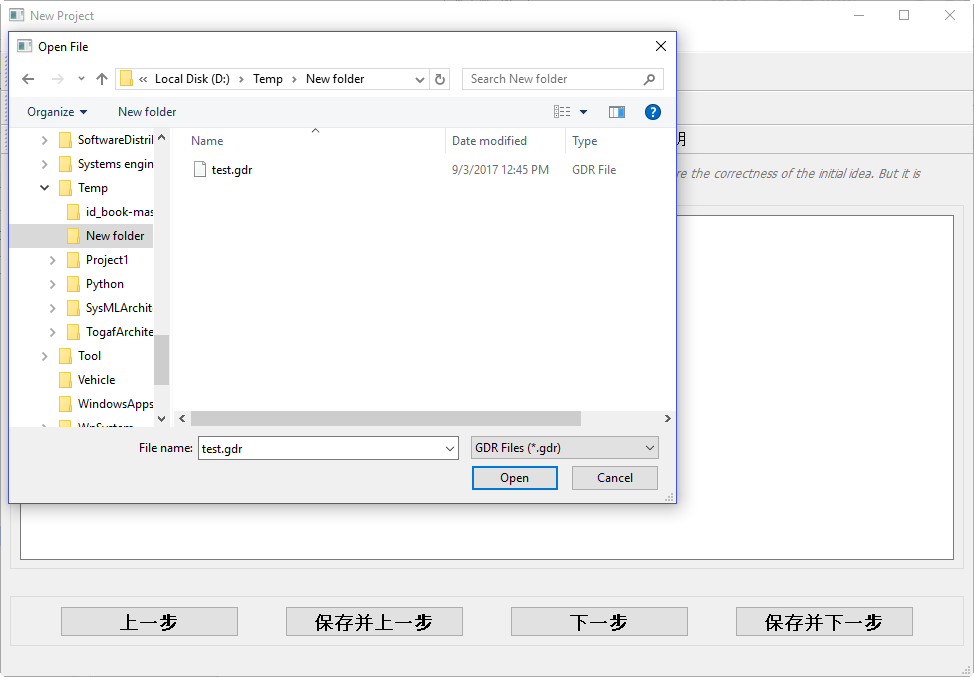 New Project
Open File
« Local Disk (D:) › Temp › New folder
Search New folder
Organize
New folder
?
Name
Date modified
Type
test.gdr
9/3/2017 12:45 PM
GDR File
SoftwareDistril
Systems engin
Temp
id_book-mas
New folder
Project1
Python
SysMLArchit
TogafArchite
Tool
Vehicle
WindowsApps
File name:
test.gdr
GDR Files (*.gdr)
Open
Cancel
月
re the correctness of the initial idea. But it is
上一步
保存并上一步
下一步
保存并下一步